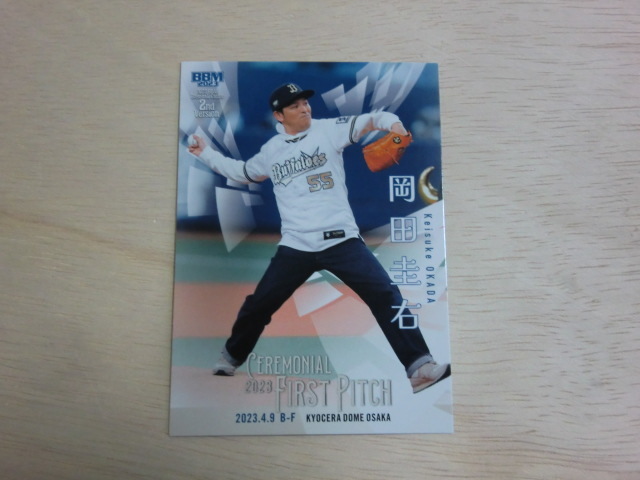 BBM
2023
2nd
Version
Buffaloes
55
岡田圭右
Keisuke OKADA
CEREMONIAL
2023 FIRST PITCH
2023.4.9 B-F KYOCERA DOME OSAKA